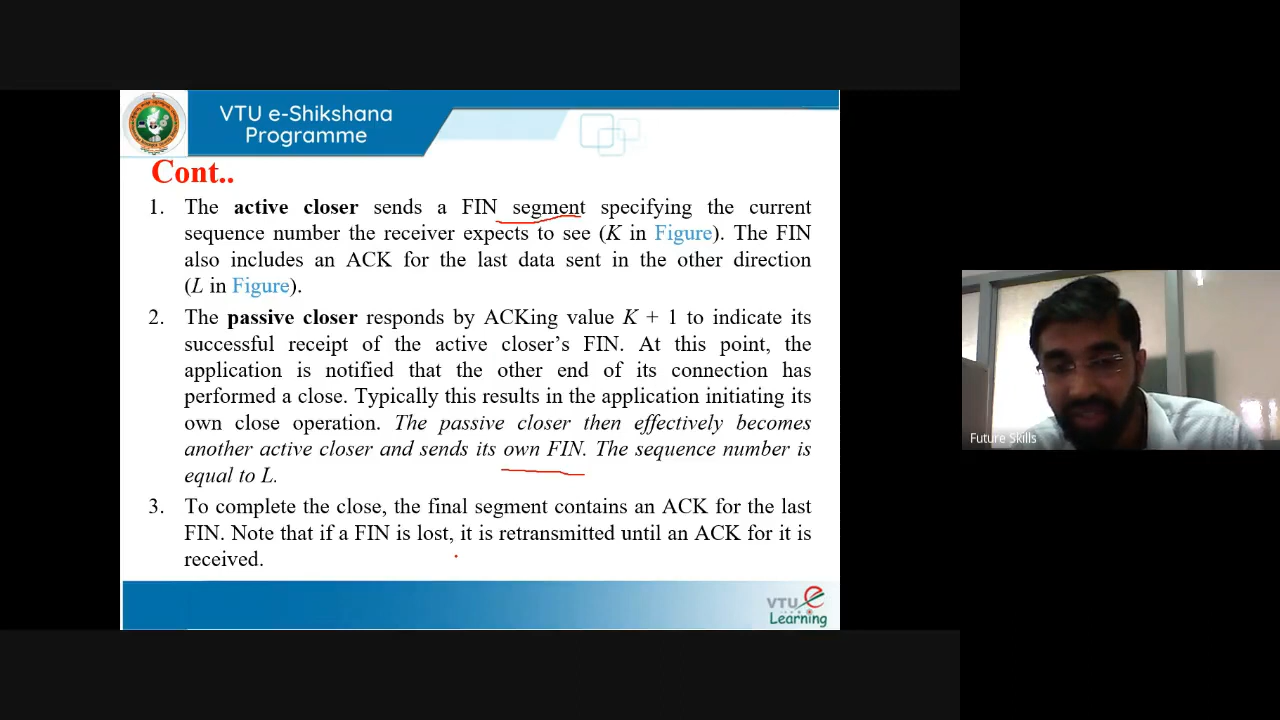 VTU e-Shikshana
Programme
Cont..
1. The active closer sends a FIN segment specifying the current
sequence number the receiver expects to see (K in Figure). The FIN
also includes an ACK for the last data sent in the other direction
(L in Figure).
2. The passive closer responds by ACKing value K + 1 to indicate its
successful receipt of the active closer's FIN. At this point, the
application is notified that the other end of its connection has
performed a close. Typically this results in the application initiating its
own close operation. The passive closer then effectively becomes
another active closer and sends its own FIN. The sequence number is
equal to L.
3. To complete the close, the final segment contains an ACK for the last
FIN. Note that if a FIN is lost, it is retransmitted until an ACK for it is
received.
VTU e
Learning
Future Skills